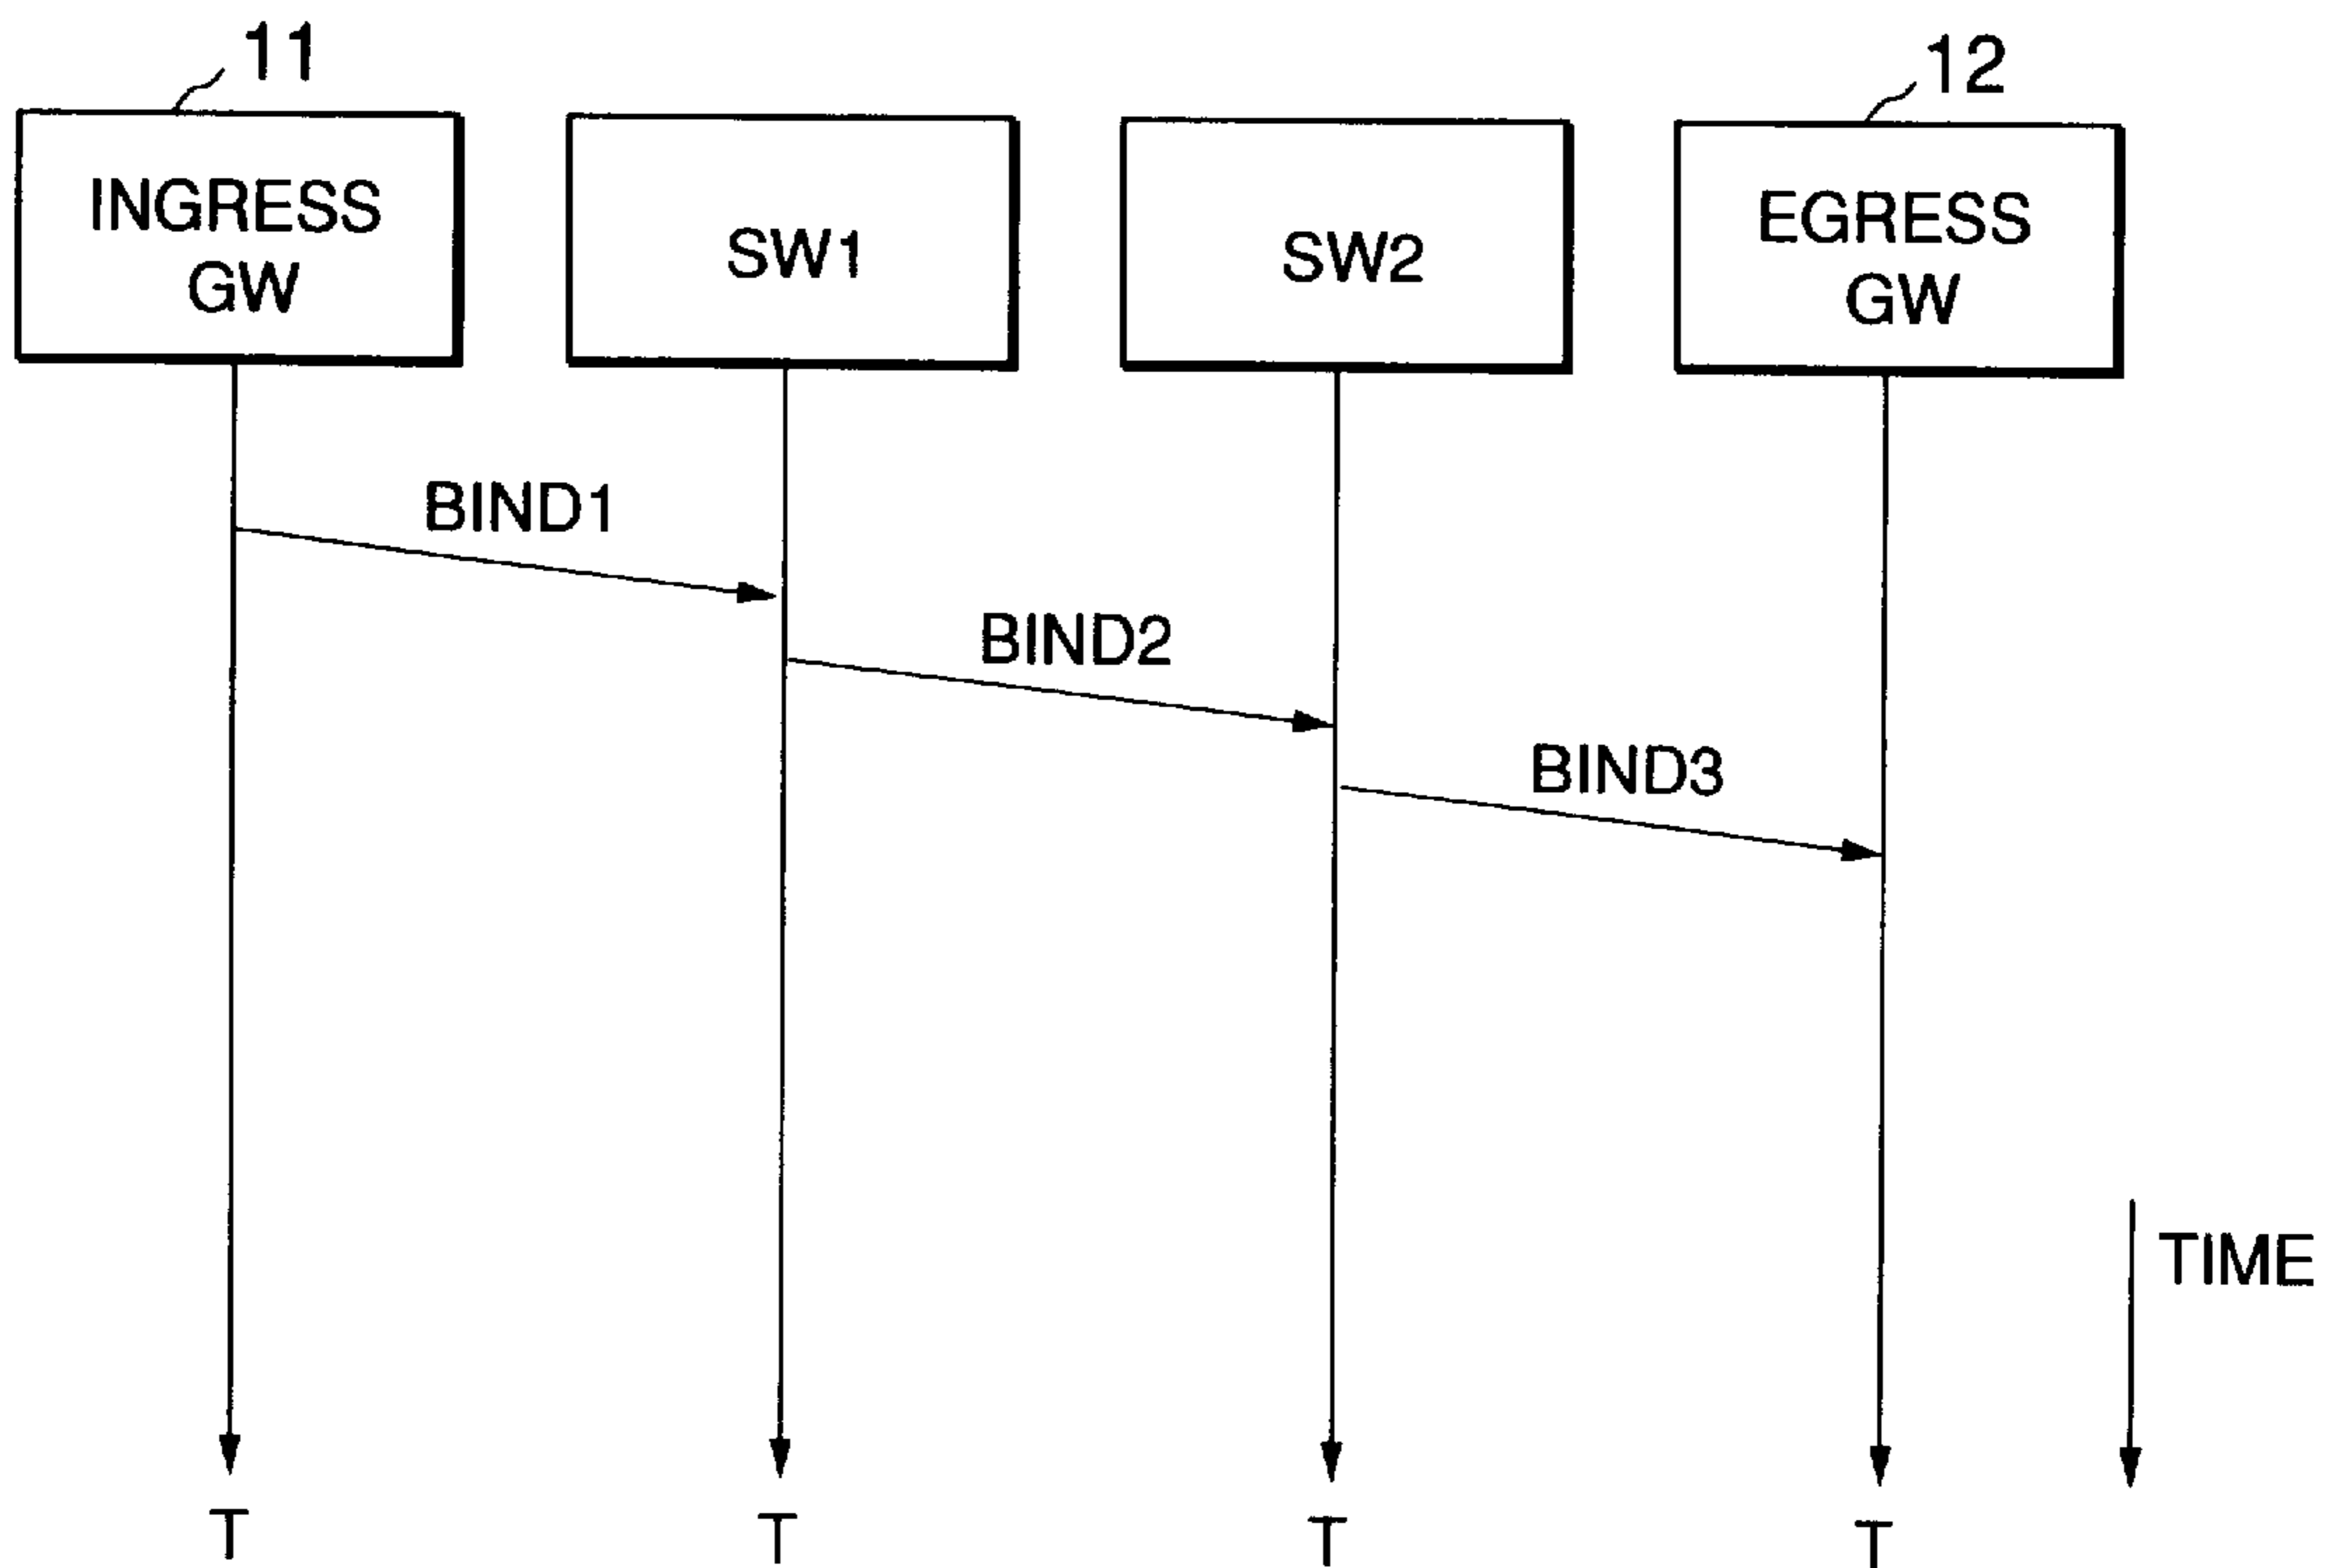 11
12
INGRESS
GW
SW1
SW2
EGRESS
GW
BIND1
BIND2
BIND3
TIME
T
T
T
T